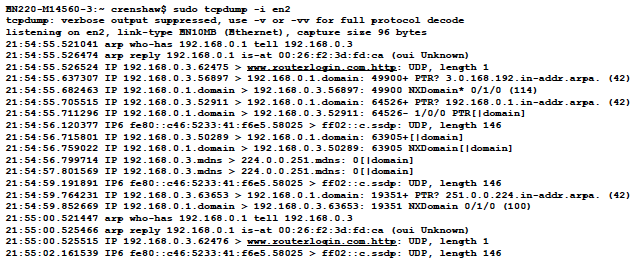 EN220-M14560-3:~ crenshaw$ sudo tcpdump -i en2
tcpdump: verbose output suppressed, use -v or -vv for full protocol decode
listening on en2, link-type EN10MB (Ethernet), capture size 96 bytes
21:54:55.521041 arp who-has 192.168.0.1 tell 192.168.0.3
21:54:55.526474 arp reply 192.168.0.1 is-at 00:26:f2:3d:fd:ca (oui Unknown)
21:54:55.526524 IP 192.168.0.3.62475 > www.routerlogin.com.http: UDP, length 1
21:54:55.637307 IP 192.168.0.3.56897 > 192.168.0.1.domain: 49900+ PTR? 3.0.168.192.in-addr.arpa. (42)
21:54:55.682463 IP 192.168.0.1.domain > 192.168.0.3.56897: 49900 NXDomain* 0/1/0 (114)
21:54:55.705515 IP 192.168.0.3.52911 > 192.168.0.1.domain: 64526+ PTR? 192.168.0.1.in-addr.arpa. (42)
21:54:55.711296 IP 192.168.0.1.domain > 192.168.0.3.52911: 64526- 1/0/0 PTR[|domain]
21:54:56.120377 IP6 fe80::c46:5233:41:f6e5.58025 > ff02::c.ssdp: UDP, length 146
21:54:56.715801 IP 192.168.0.3.50289 > 192.168.0.1.domain: 63905+[|domain]
21:54:56.759022 IP 192.168.0.1.domain > 192.168.0.3.50289: 63905 NXDomain[|domain]
21:54:56.799714 IP 192.168.0.3.mdns > 224.0.0.251.mdns: 0[|domain]
21:54:57.801569 IP 192.168.0.3.mdns > 224.0.0.251.mdns: 0[|domain]
21:54:59.191891 IP6 fe80::c46:5233:41:f6e5.58025 > ff02::c.ssdp: UDP, length 146
21:54:59.764231 IP 192.168.0.3.63653 > 192.168.0.1.domain: 19351+ PTR? 251.0.0.224.in-addr.arpa. (42)
21:54:59.852669 IP 192.168.0.1.domain > 192.168.0.3.63653: 19351 NXDomain 0/1/0 (100)
21:55:00.521447 arp who-has 192.168.0.1 tell 192.168.0.3
21:55:00.525466 arp reply 192.168.0.1 is-at 00:26:f2:3d:fd:ca (oui Unknown)
21:55:00.525515 IP 192.168.0.3.62476 > www.routerlogin.com.http: UDP, length 1
21:55:02.161539 IP6 fe80::c46:5233:41:f6e5.58025 > ff02::c.ssdp: UDP, length 146